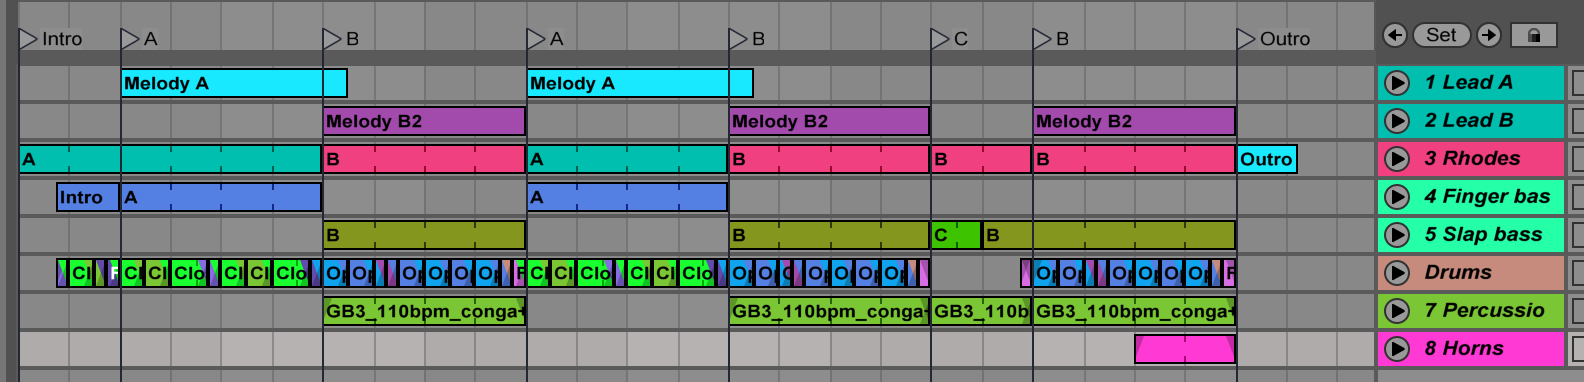 Intro A B A B C B Outro Set
Melody A Melody A 1 Lead A
Melody B2 Melody B2 Melody B2 2 Lead B
A B A B B B Outro 3 Rhodes
Intro A A 4 Finger bas
B B C B 5 Slap bass
Cl F Cl Cl Clo Cl Cl Clo Op Op Op Op Op Op F Cl Cl Clo Cl Cl Clo Op Op Op Op Op Op Op Op Op Op Op Op F Drums
GB3_110bpm_conga+ GB3_110bpm_conga+ GB3_110b GB3_110bpm_conga+ 7 Percussio
8 Horns